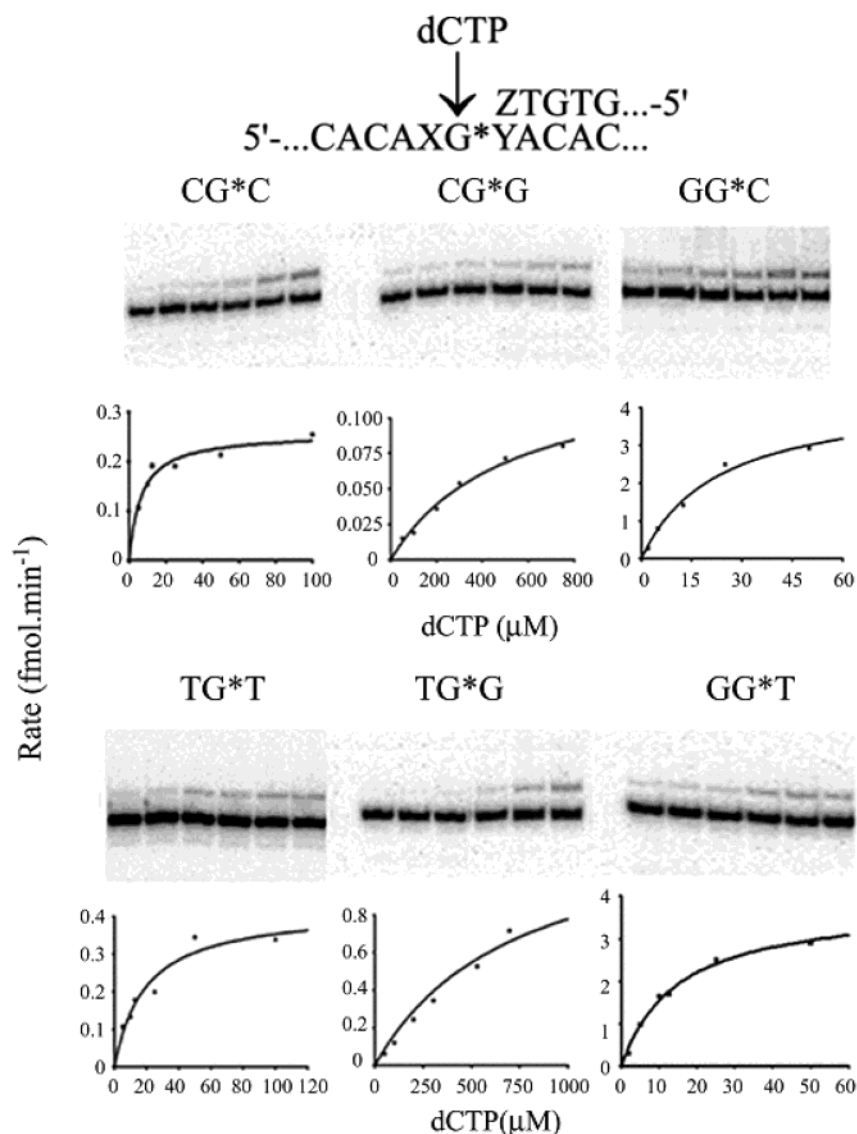 dCTP
ZTGTG...-5'
5'-...CACAXG*YACAC...
CG*C CG*G GG*C
0.3
0.2
0.1
0
0 20 40 60 80 100
0.100
0.075
0.050
0.025
0
0 200 400 600 800
4
3
2
1
0
0 15 30 45 60
dCTP (µM)
Rate (fmol.min-1)
TG*T TG*G GG*T
0.4
0.3
0.2
0.1
0
0 20 40 60 80 100 120
0.8
0.6
0.4
0.2
0
0 250 500 750 1000
4
3
2
1
0
0 10 20 30 40 50 60
dCTP(µM)